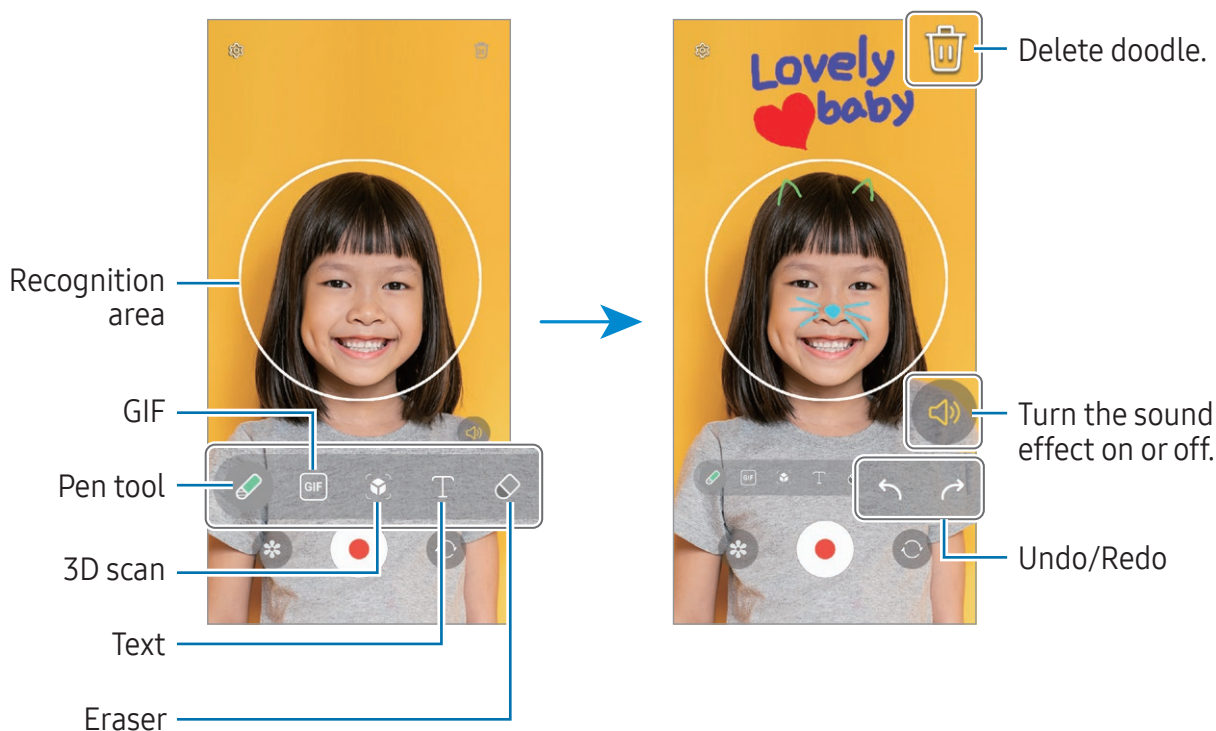 Delete doodle.
Lovely
baby
Recognition
area
GIF
Turn the sound
effect on or off.
Pen tool
GIF
T
GIF
T
3D scan
Undo/Redo
Text
Eraser